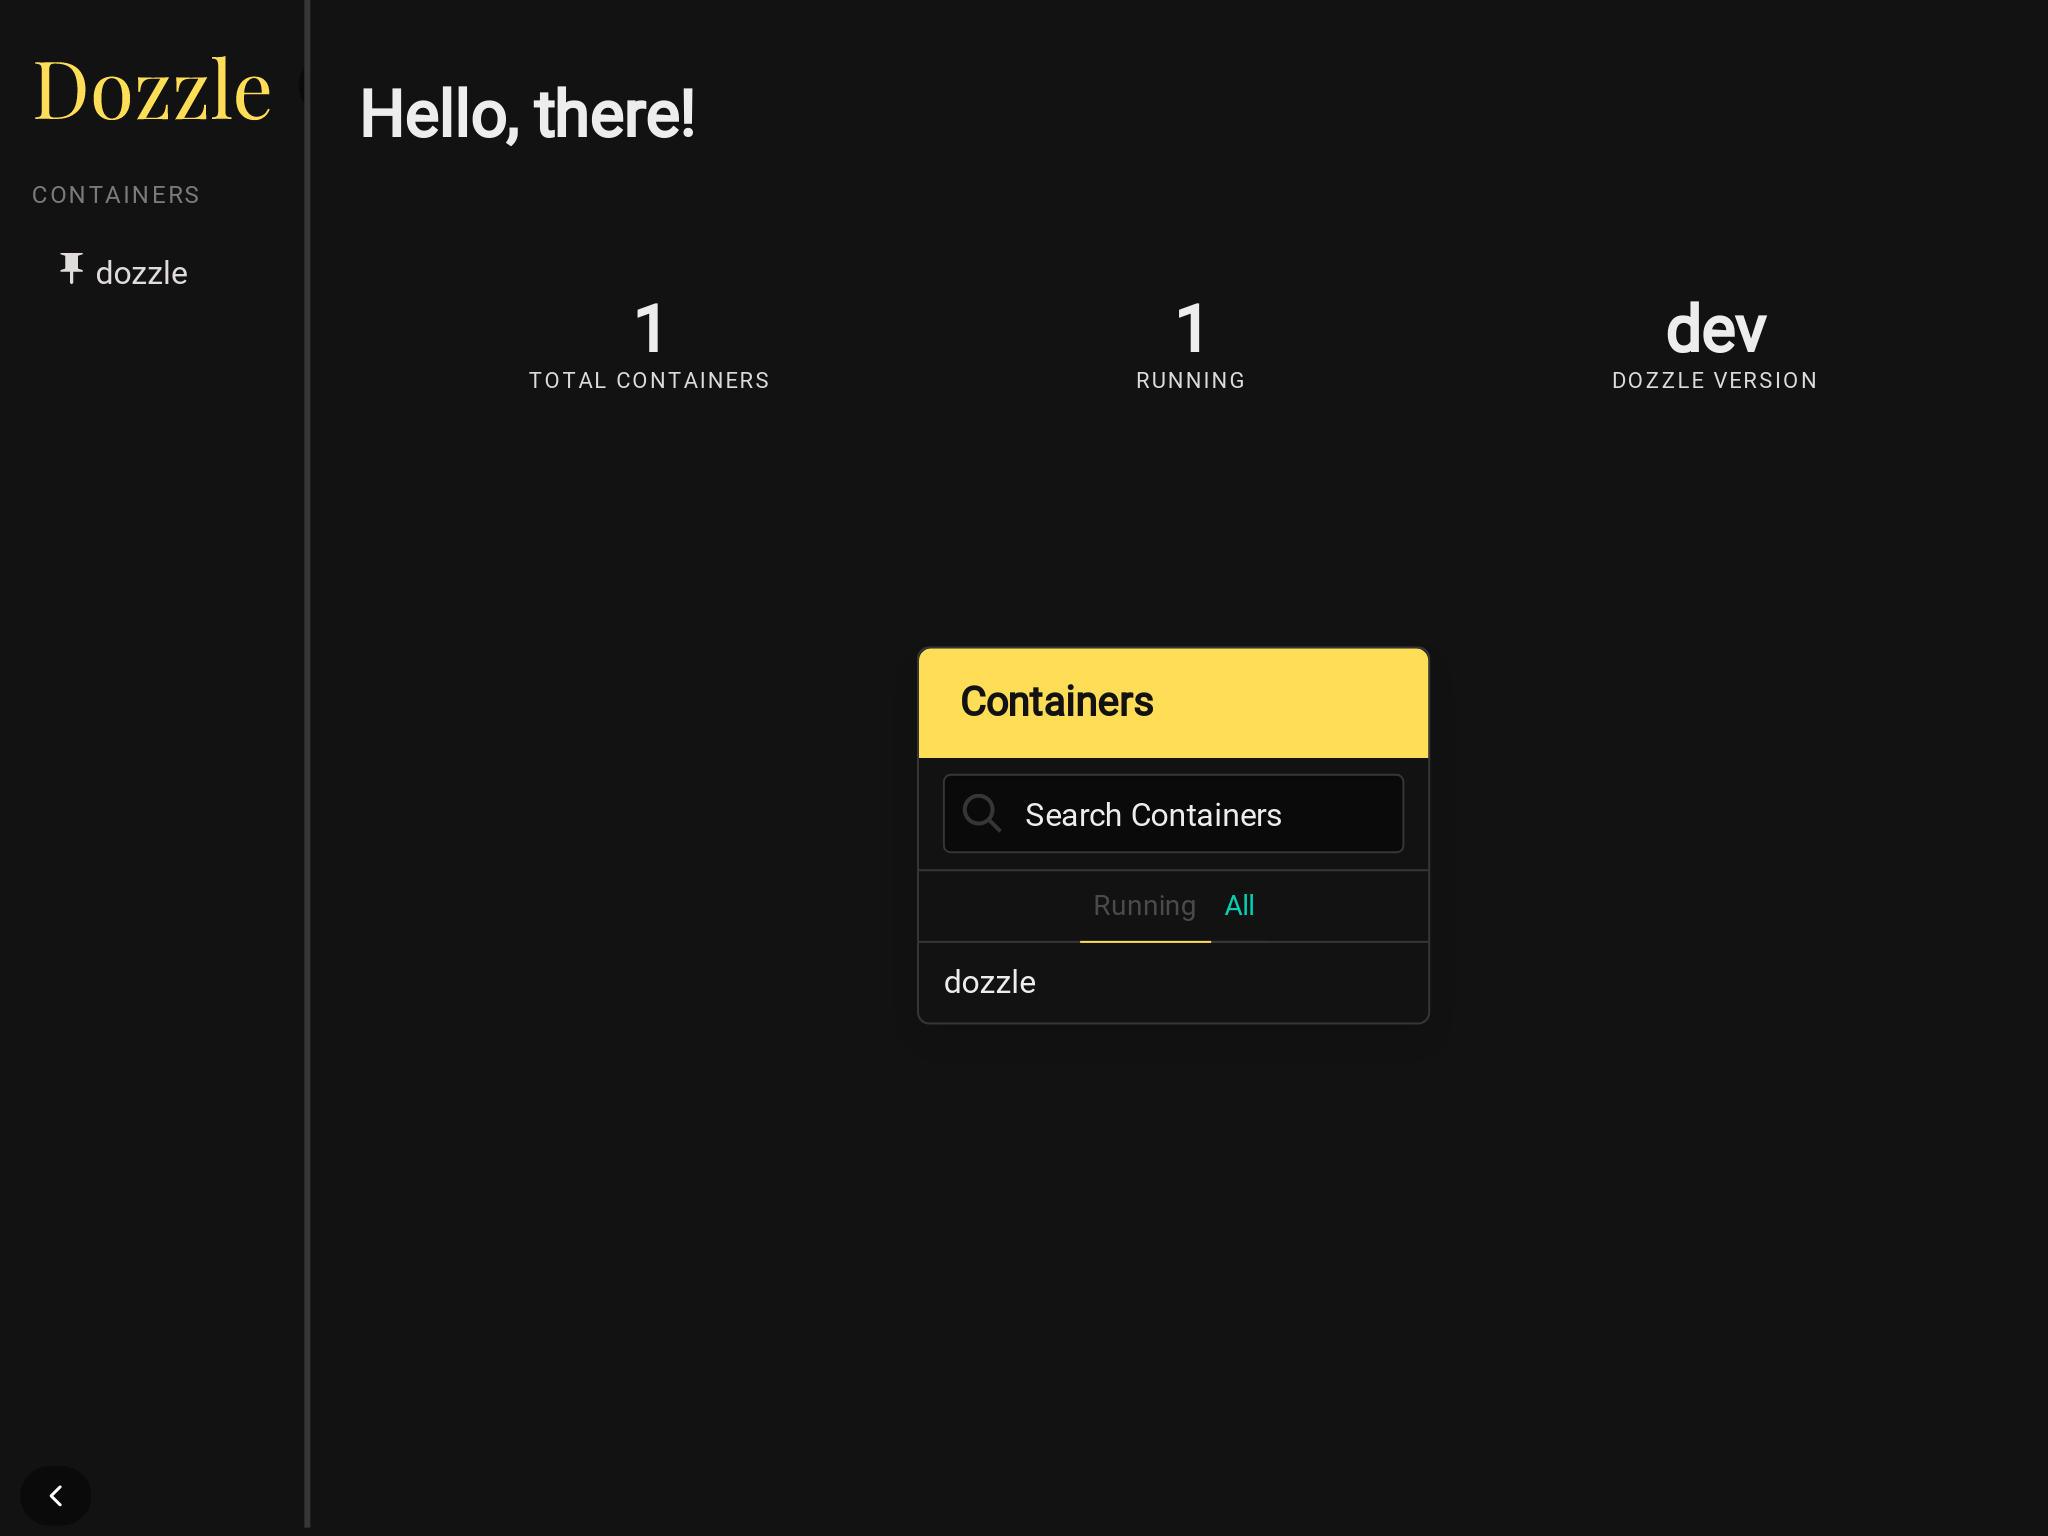 Dozzle
CONTAINERS
dozzle
Hello, there!
1
TOTAL CONTAINERS
1
RUNNING
dev
DOZZLE VERSION
Containers
Search Containers
Running All
dozzle